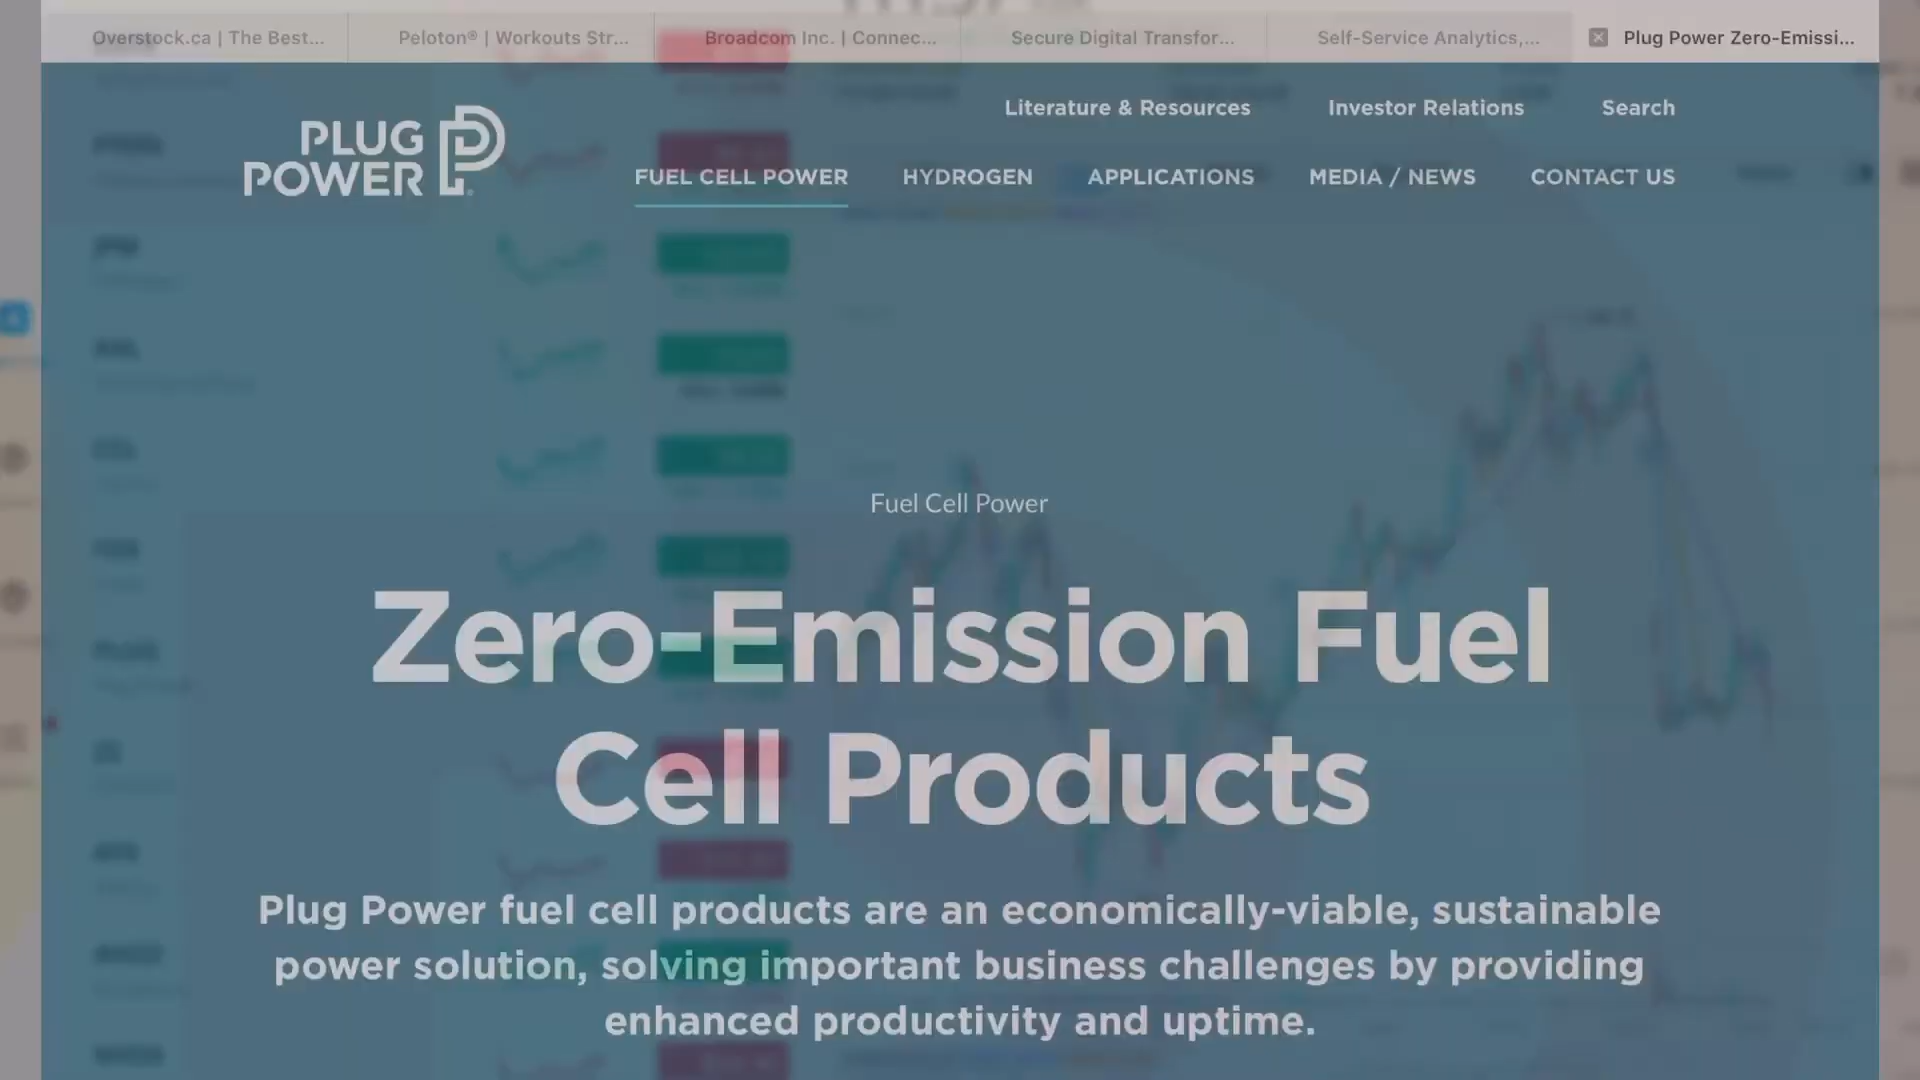 Overstock.ca | The Best...
Peloton® | Workouts Str...
Broadcom Inc. | Connec...
Secure Digital Transfor...
Self-Service Analytics,...
Plug Power Zero-Emissi...
Literature & Resources
Investor Relations
Search
PLUG
POWER
FUEL CELL POWER
HYDROGEN
APPLICATIONS
MEDIA / NEWS
CONTACT US
Fuel Cell Power
Zero-Emission Fuel
Cell Products
Plug Power fuel cell products are an economically-viable, sustainable
power solution, solving important business challenges by providing
enhanced productivity and uptime.